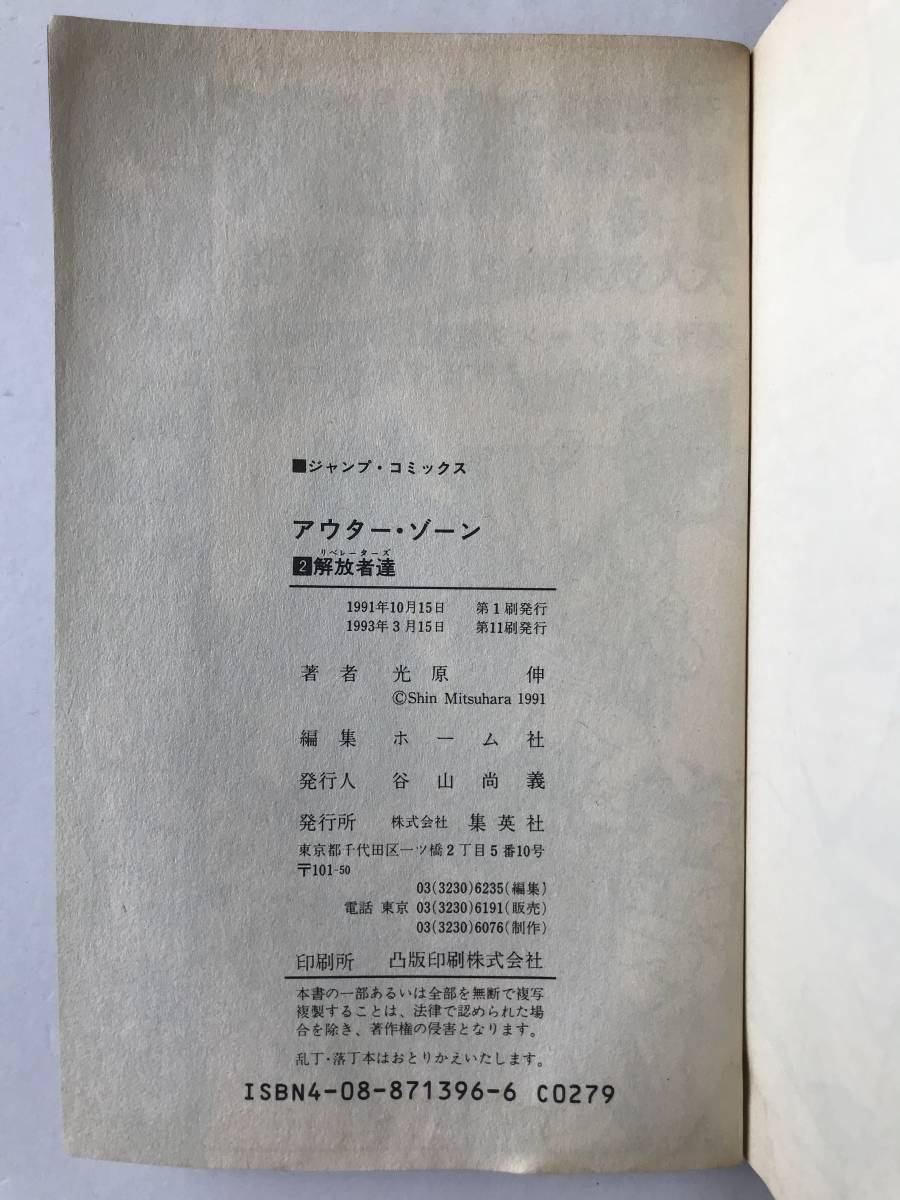 ■ジャンプ・コミックス
アウター・ゾーン
リベレーターズ
2解放者達
1991年10月15日 第1刷発行
1993年3月15日 第11刷発行
著者 光原 伸
©Shin Mitsuhara 1991
編集 ホーム社
発行人 谷山尚義
発行所 株式会社 集英社
東京都千代田区一ツ橋2丁目5番10号
〒101-50
03(3230)6235(編集)
電話 東京 03(3230)6191(販売)
03(3230)6076(制作)
印刷所 凸版印刷株式会社
本書の一部あるいは全部を無断で複写
複製することは、法律で認められた場
合を除き、著作権の侵害となります。
乱丁・落丁本はおとりかえいたします。
ISBN4-08-871396-6 C0279